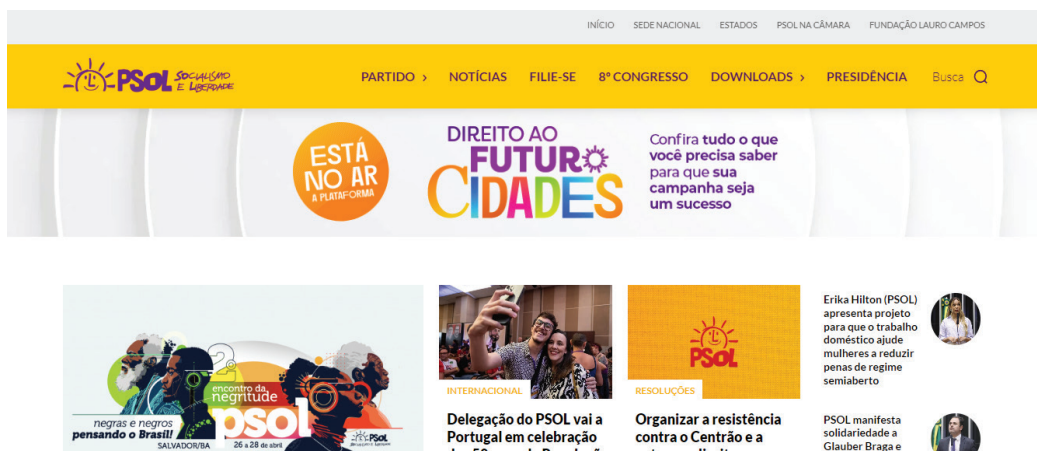 INÍCIO SEDE NACIONAL ESTADOS PSOL NA CÂMARA FUNDAÇÃO LAURO CAMPOS
PSOL SOCIALISMO
E LIBERDADE
PARTIDO › NOTÍCIAS FILIE-SE 8º CONGRESSO DOWNLOADS › PRESIDÊNCIA Busca
ESTÁ
NO AR
A PLATAFORMA
DIREITO AO
FUTURO
CIDADES
Confira tudo o que
você precisa saber
para que sua
campanha seja
um sucesso
2º
encontro da
negritude
psol
negras e negros
pensando o Brasil!
SALVADOR/BA 26 a 28 de abril
PSOL
INTERNACIONAL
Delegação do PSOL vai a
Portugal em celebração
PSOL
RESOLUÇÕES
Organizar a resistência
contra o Centrão e a
Erika Hilton (PSOL)
apresenta projeto
para que o trabalho
doméstico ajude
mulheres a reduzir
penas de regime
semiaberto
PSOL manifesta
solidariedade a
Glauber Braga e